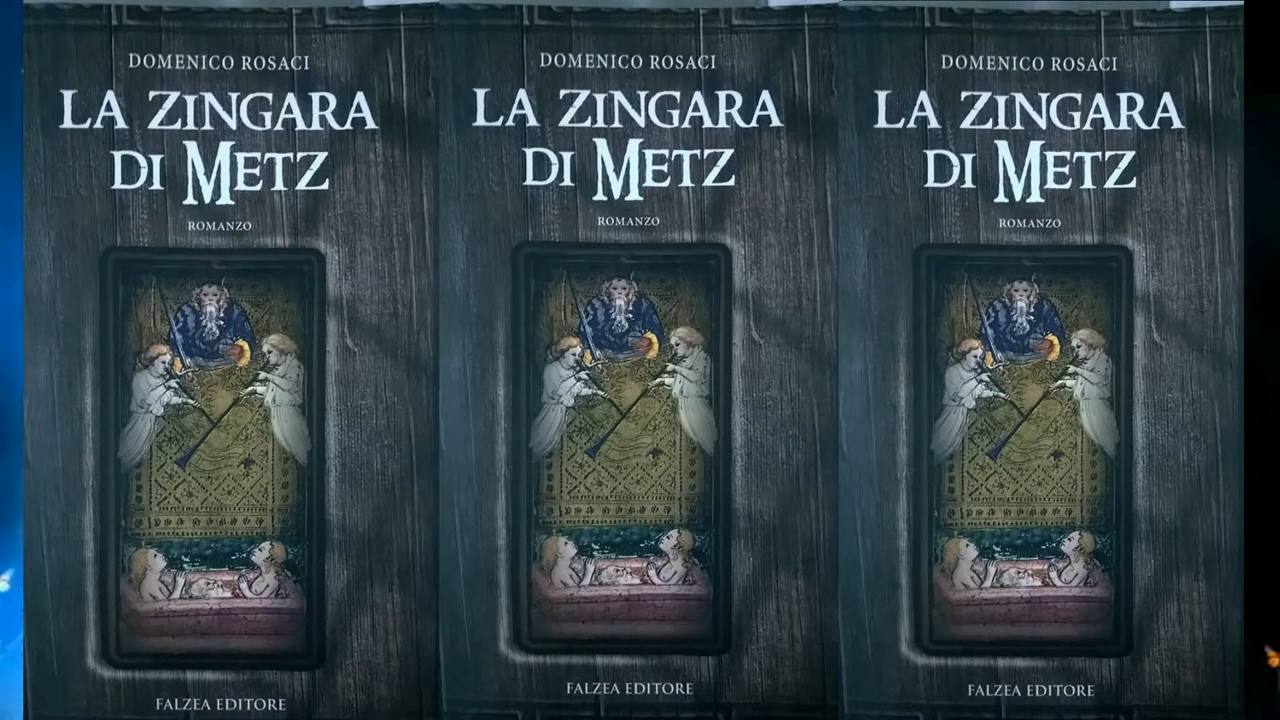 DOMENICO ROSACI
LA ZINGARA
DI METZ
ROMANZO
FALZEA EDITORE
DOMENICO ROSACI
LA ZINGARA
DI METZ
ROMANZO
FALZEA EDITORE
DOMENICO ROSACI
LA ZINGARA
DI METZ
ROMANZO
FALZEA EDITORE